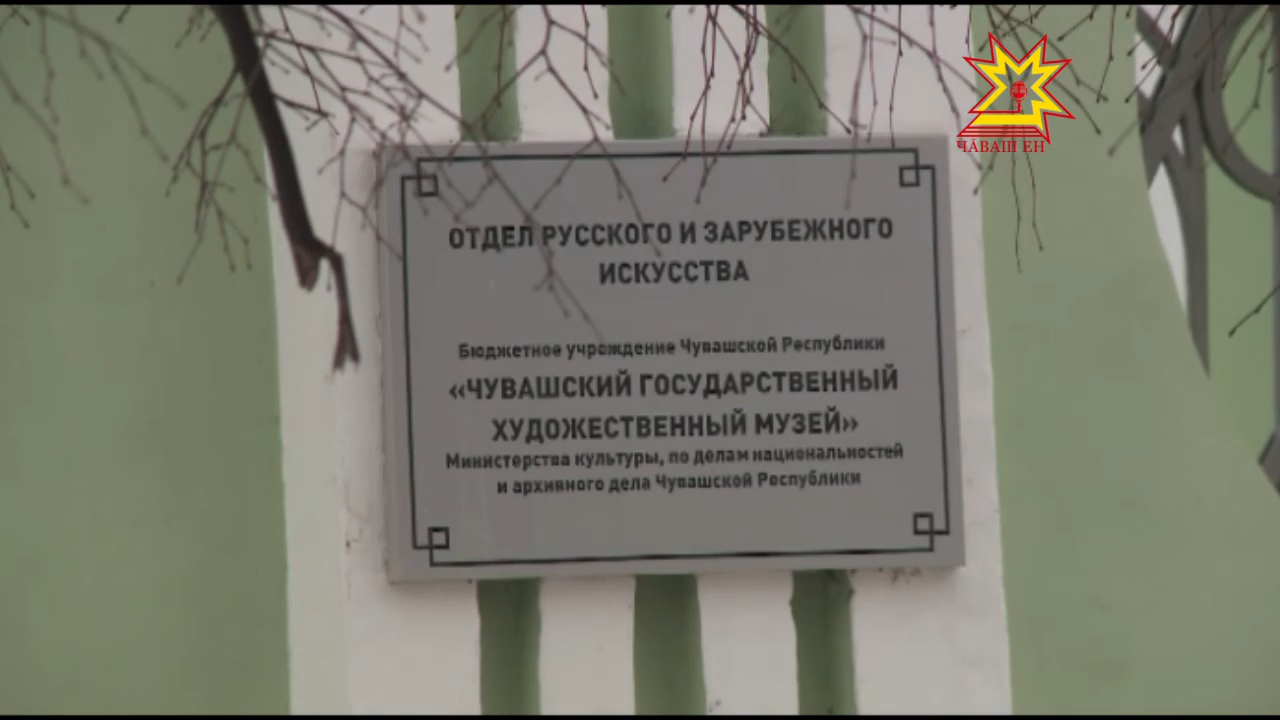 ЧӐВАШ ЕН
ОТДЕЛ РУССКОГО И ЗАРУБЕЖНОГО
ИСКУССТВА
Бюджетное учреждение Чувашской Республики
«ЧУВАШСКИЙ ГОСУДАРСТВЕННЫЙ
ХУДОЖЕСТВЕННЫЙ МУЗЕЙ»
Министерства культуры, по делам национальностей
и архивного дела Чувашской Республики